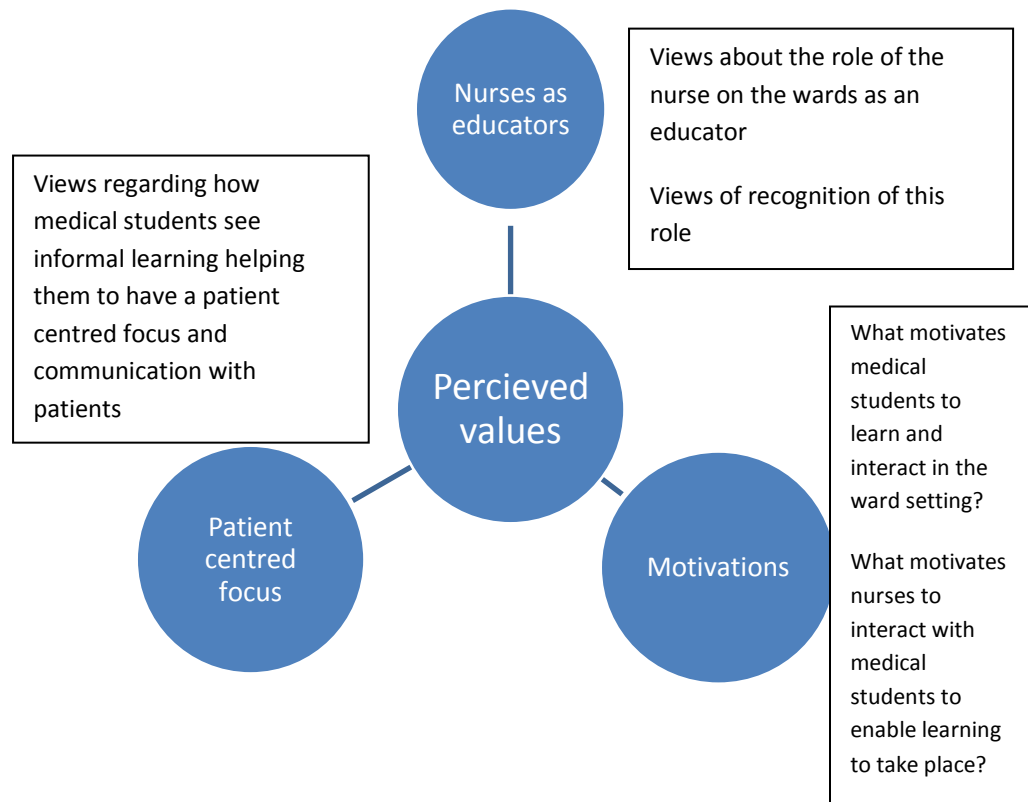 Nurses as
educators
Views about the role of the
nurse on the wards as an
educator
Views of recognition of this
role
Views regarding how
medical students see
informal learning helping
them to have a patient
centred focus and
communication with
patients
Percieved
values
What motivates
medical
students to
learn and
interact in the
ward setting?
What motivates
nurses to
interact with
medical
students to
enable learning
to take place?
Patient
centred
focus
Motivations